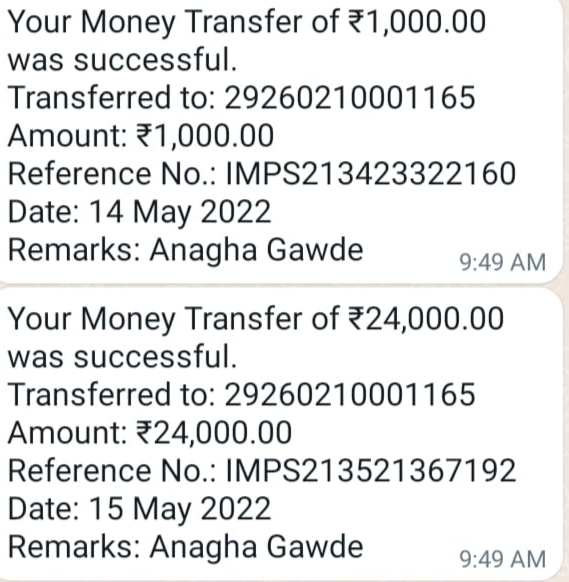 Your Money Transfer of ₹1,000.00
was successful.
Transferred to: 29260210001165
Amount: ₹1,000.00
Reference No.: IMPS213423322160
Date: 14 May 2022
Remarks: Anagha Gawde
9:49 AM
Your Money Transfer of ₹24,000.00
was successful.
Transferred to: 29260210001165
Amount: ₹24,000.00
Reference No.: IMPS213521367192
Date: 15 May 2022
Remarks: Anagha Gawde
9:49 AM